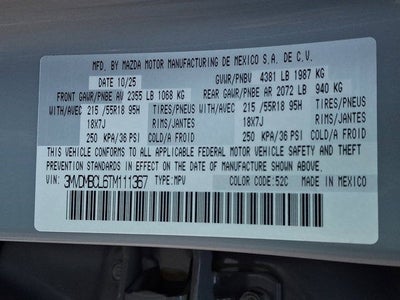 MFD. BY MAZDA MOTOR MANUFACTURING DE MEXICO S.A. DE C.V.
DATE 10/25 GVWR/PNBV 4381 LB 1987 KG
FRONT GAWR/PNBE AV 2355 LB 1068 KG REAR GAWR/PNBE AR 2072 LB 940 KG
WITH/AVEC 215 /55R18 95H TIRES/PNEUS WITH/AVEC 215 /55R18 95H TIRES/PNEUS
18X7J RIMS/JANTES 18X7J RIMS/JANTES
250 KPA/36 PSI COLD/FROID 250 KPA/36 PSI COLD/FROID
THIS VEHICLE CONFORMS TO ALL APPLICABLE FEDERAL MOTOR VEHICLE SAFETY, BUMPER, AND THEFT
PREVENTION STANDARDS IN EFFECT ON THE DATE OF MANUFACTURE SHOWN ABOVE.
VIN: 3MVDMBCL6TM111367 TYPE: MPV COLOR CODE: 52C MADE IN MEXICO